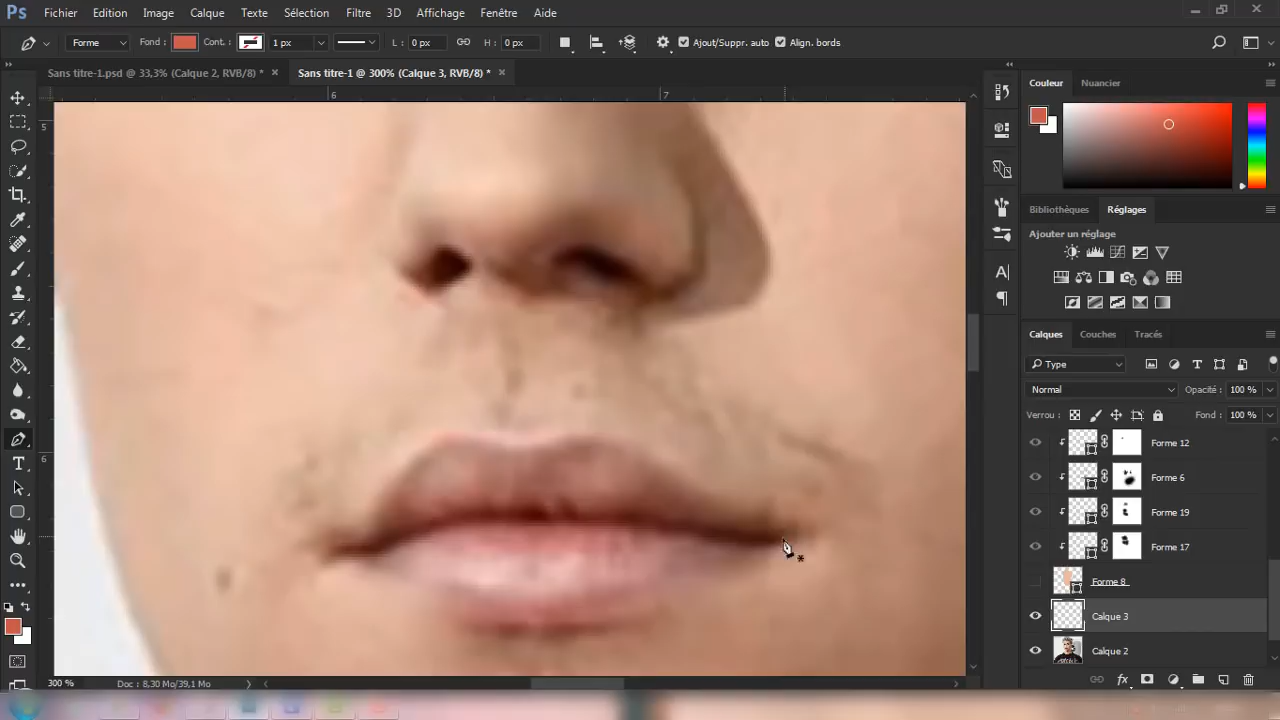 Ps Fichier Edition Image Calque Texte Sélection Filtre 3D Affichage Fenêtre Aide
Forme Fond : Cont. : 1 px L : 0 px H : 0 px Ajout/Suppr. auto Align. bords
Sans titre-1.psd @ 33,3% (Calque 2, RVB/8) * × Sans titre-1 @ 300% (Calque 3, RVB/8) * ×
6 7
5
6
Couleur Nuancier
Bibliothèques Réglages
Ajouter un réglage
Calques Couches Tracés
Type
Normal Opacité : 100 %
Verrou : Fond : 100 %
Forme 12
Forme 6
Forme 19
Forme 17
Forme 8
Calque 3
Calque 2
300 % Doc : 8,30 Mo/39,1 Mo